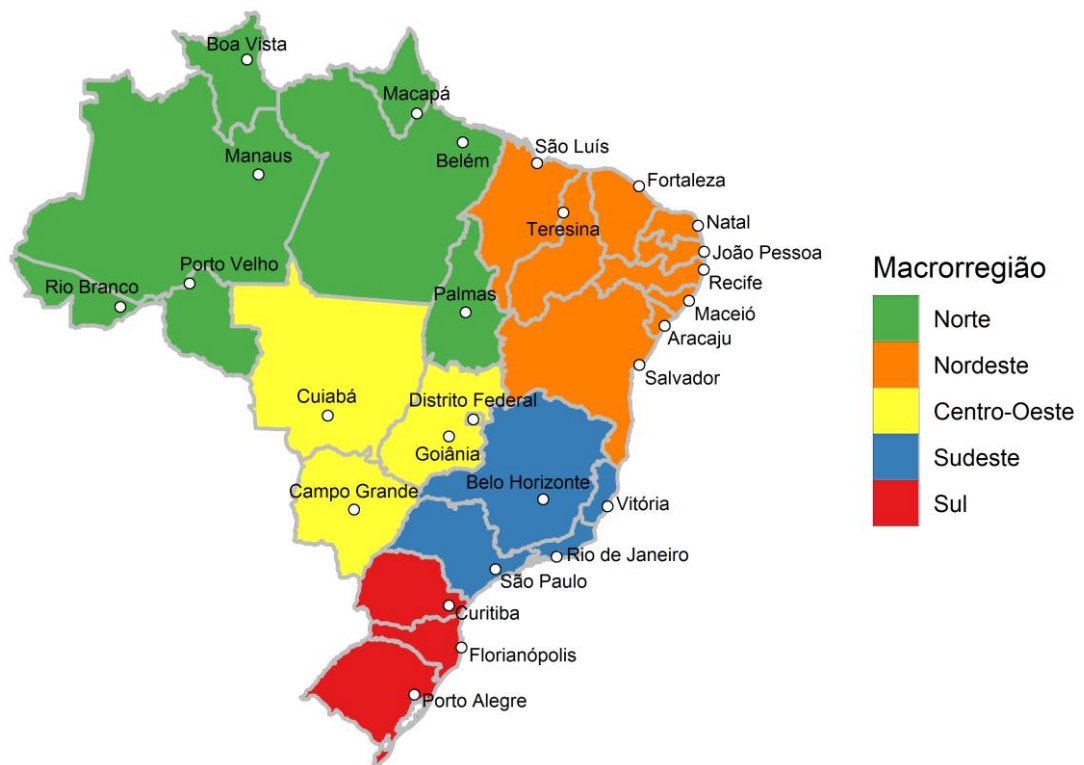 Boa Vista
Macapá
Belém
São Luís
Manaus
Fortaleza
Teresina
Natal
João Pessoa
Porto Velho
Recife
Rio Branco
Palmas
Maceió
Aracaju
Salvador
Cuiabá
Distrito Federal
Goiânia
Campo Grande
Belo Horizonte
Vitória
Rio de Janeiro
São Paulo
Curitiba
Florianópolis
Porto Alegre
Macrorregião
Norte
Nordeste
Centro-Oeste
Sudeste
Sul